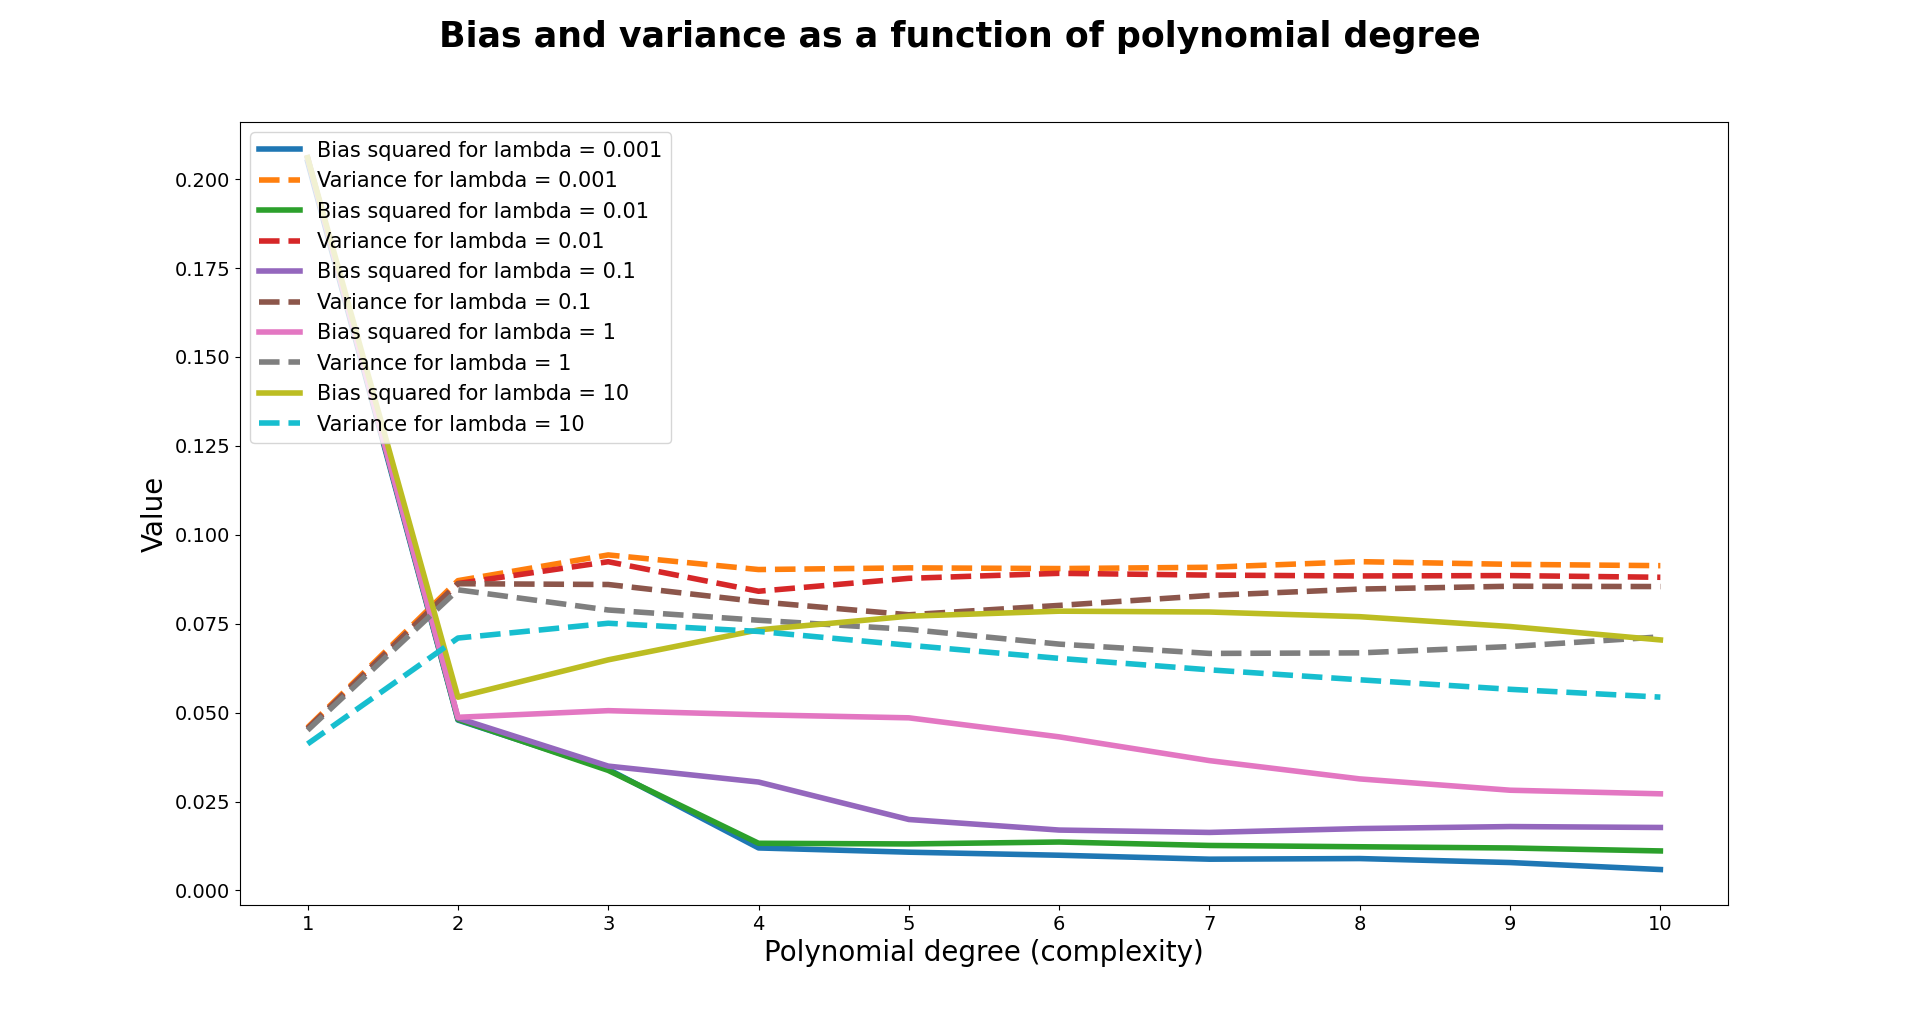 Bias and variance as a function of polynomial degree
Bias squared for lambda = 0.001
Variance for lambda = 0.001
Bias squared for lambda = 0.01
Variance for lambda = 0.01
Bias squared for lambda = 0.1
Variance for lambda = 0.1
Bias squared for lambda = 1
Variance for lambda = 1
Bias squared for lambda = 10
Variance for lambda = 10
0.200
0.175
0.150
0.125
0.100
0.075
0.050
0.025
0.000
Value
1 2 3 4 5 6 7 8 9 10
Polynomial degree (complexity)